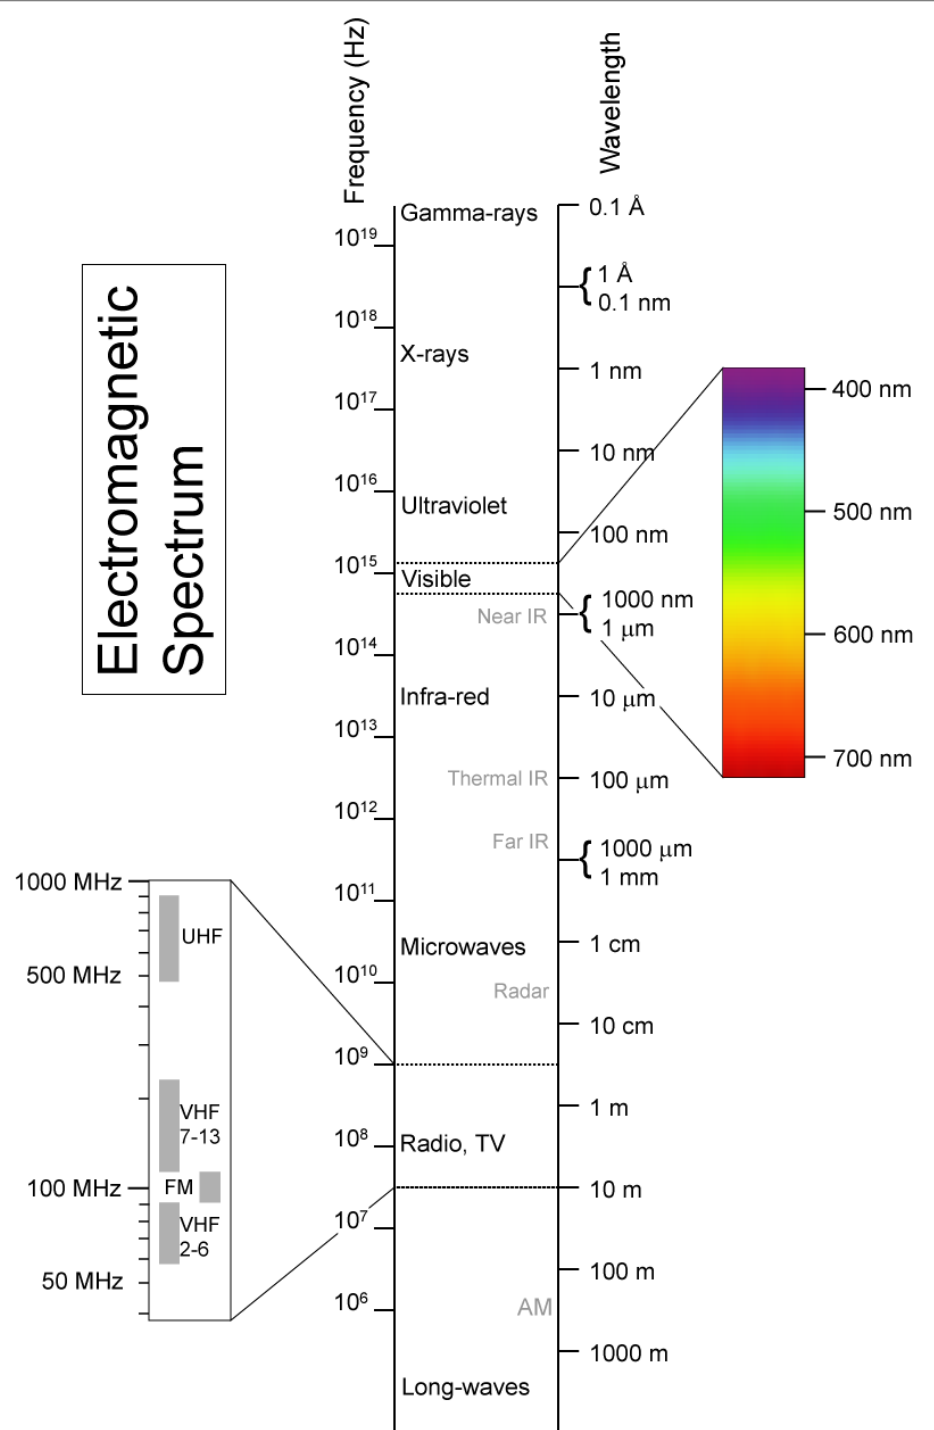 Electromagnetic
Spectrum
Frequency (Hz)
Wavelength
Gamma-rays
0.1 Å
10¹⁹
1 Å
0.1 nm
10¹⁸
X-rays
1 nm
10¹⁷
10 nm
10¹⁶
Ultraviolet
100 nm
10¹⁵
Visible
1000 nm
1 μm
Near IR
10¹⁴
Infra-red
10 μm
10¹³
Thermal IR
100 μm
10¹²
Far IR
1000 μm
1 mm
10¹¹
Microwaves
1 cm
10¹⁰
Radar
10 cm
10⁹
1 m
10⁸
Radio, TV
10 m
10⁷
100 m
10⁶
AM
1000 m
Long-waves
400 nm
500 nm
600 nm
700 nm
1000 MHz
UHF
500 MHz
VHF
7-13
100 MHz
FM
VHF
2-6
50 MHz